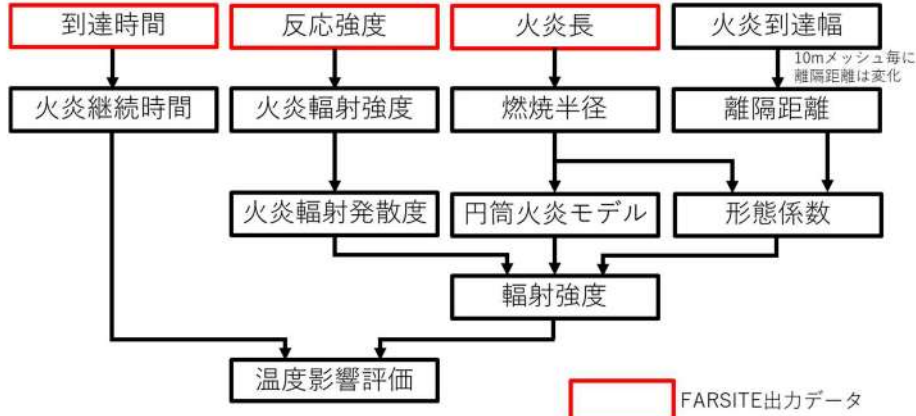 到達時間
反応強度
火炎長
火炎到達幅
10mメッシュ毎に
離隔距離は変化
火炎継続時間
火炎輻射強度
燃焼半径
離隔距離
火炎輻射発散度
円筒火炎モデル
形態係数
輻射強度
温度影響評価
FARSITE出力データ